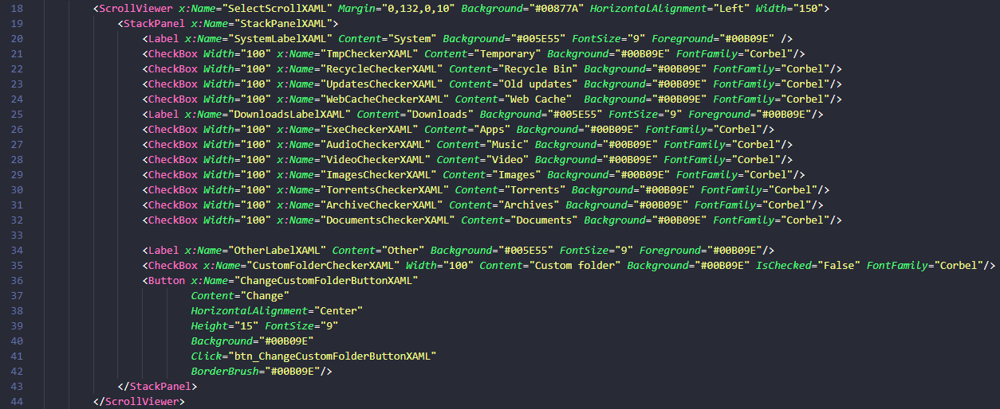 18 <ScrollViewer x:Name="SelectScrollXAML" Margin="0,132,0,10" Background="#00877A" HorizontalAlignment="Left" Width="150">
19 <StackPanel x:Name="StackPanelXAML">
20 <Label x:Name="SystemLabelXAML" Content="System" Background="#005E55" FontSize="9" Foreground="#00B09E" />
21 <CheckBox Width="100" x:Name="TmpCheckerXAML" Content="Temporary" Background="#00B09E" FontFamily="Corbel"/>
22 <CheckBox Width="100" x:Name="RecycleCheckerXAML" Content="Recycle Bin" Background="#00B09E" FontFamily="Corbel"/>
23 <CheckBox Width="100" x:Name="UpdatesCheckerXAML" Content="Old updates" Background="#00B09E" FontFamily="Corbel"/>
24 <CheckBox Width="100" x:Name="WebCacheCheckerXAML" Content="Web Cache"  Background="#00B09E" FontFamily="Corbel"/>
25 <Label x:Name="DownloadsLabelXAML" Content="Downloads" Background="#005E55" FontSize="9" Foreground="#00B09E"/>
26 <CheckBox Width="100" x:Name="ExeCheckerXAML" Content="Apps" Background="#00B09E" FontFamily="Corbel"/>
27 <CheckBox Width="100" x:Name="AudioCheckerXAML" Content="Music" Background="#00B09E" FontFamily="Corbel"/>
28 <CheckBox Width="100" x:Name="VideoCheckerXAML" Content="Video" Background="#00B09E" FontFamily="Corbel"/>
29 <CheckBox Width="100" x:Name="ImagesCheckerXAML" Content="Images" Background="#00B09E" FontFamily="Corbel"/>
30 <CheckBox Width="100" x:Name="TorrentsCheckerXAML" Content="Torrents" Background="#00B09E" FontFamily="Corbel"/>
31 <CheckBox Width="100" x:Name="ArchiveCheckerXAML" Content="Archives" Background="#00B09E" FontFamily="Corbel"/>
32 <CheckBox Width="100" x:Name="DocumentsCheckerXAML" Content="Documents" Background="#00B09E" FontFamily="Corbel"/>
33
34 <Label x:Name="OtherLabelXAML" Content="Other" Background="#005E55" FontSize="9" Foreground="#00B09E"/>
35 <CheckBox x:Name="CustomFolderCheckerXAML" Width="100" Content="Custom folder" Background="#00B09E" IsChecked="False" FontFamily="Corbel"/>
36 <Button x:Name="ChangeCustomFolderButtonXAML"
37 Content="Change"
38 HorizontalAlignment="Center"
39 Height="15" FontSize="9"
40 Background="#00B09E"
41 Click="btn_ChangeCustomFolderButtonXAML"
42 BorderBrush="#00B09E"/>
43 </StackPanel>
44 </ScrollViewer>